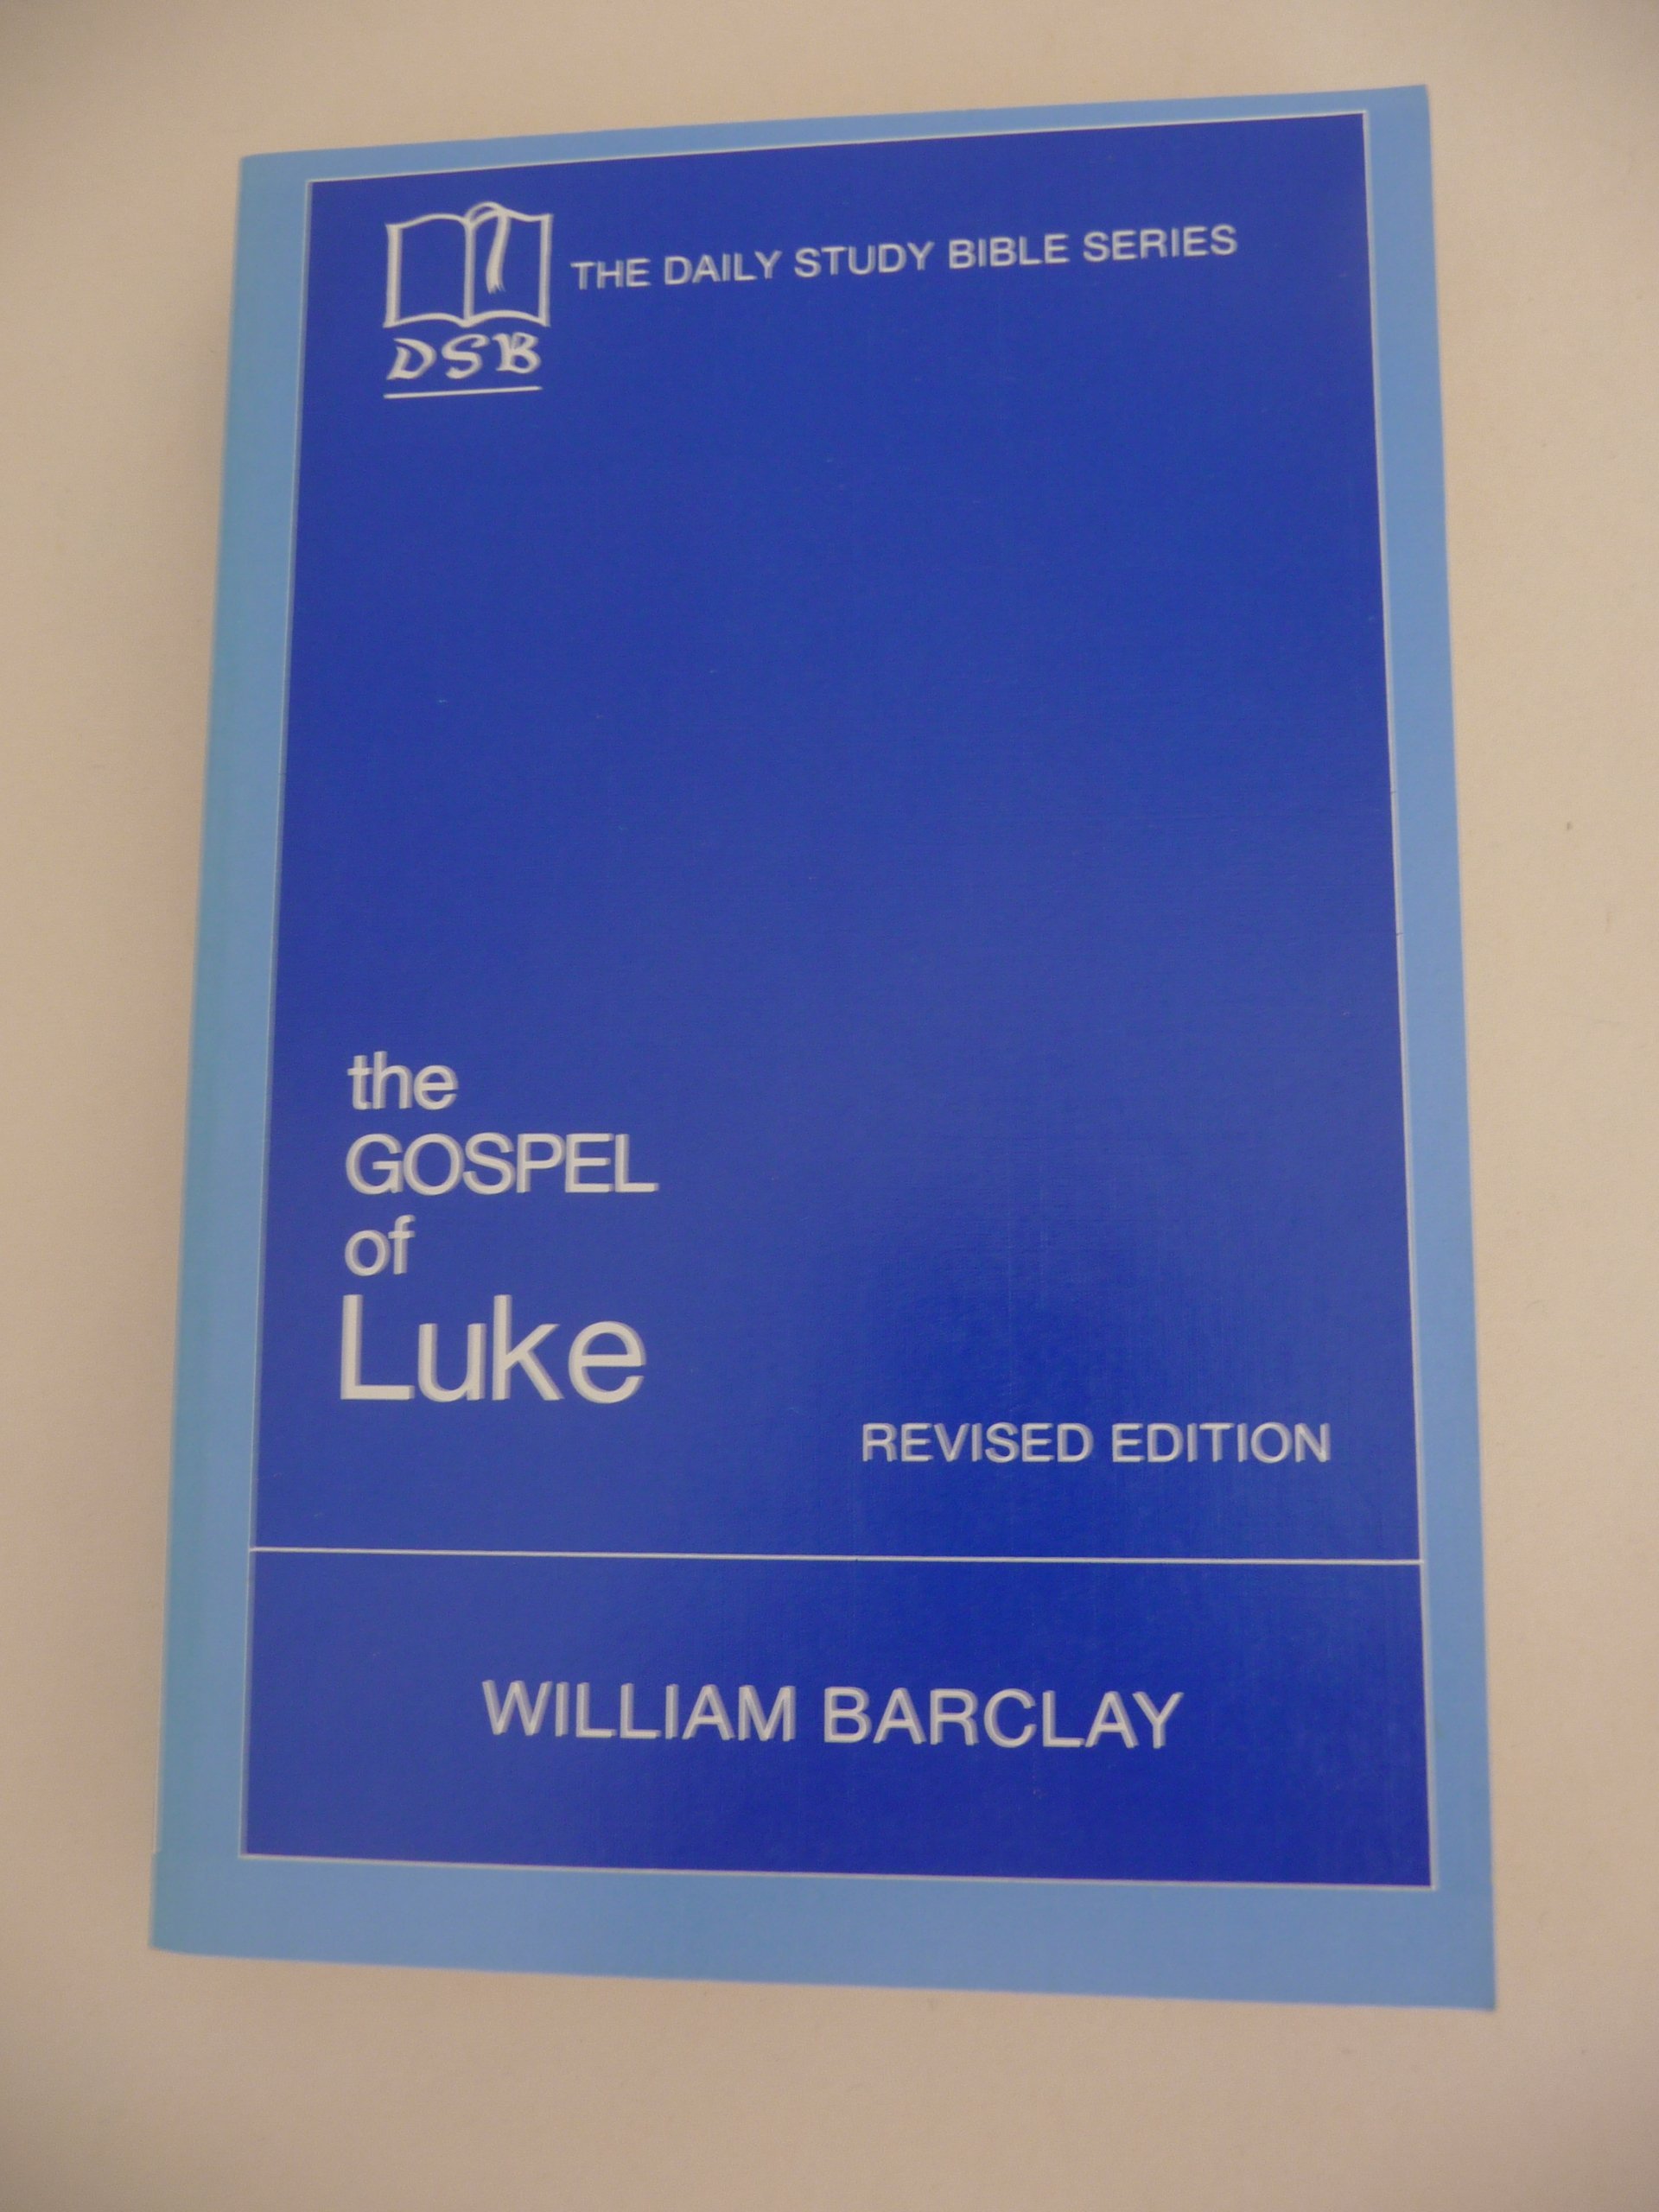 THE DAILY STUDY BIBLE SERIES
DSB
the
GOSPEL
of
Luke
REVISED EDITION
WILLIAM BARCLAY